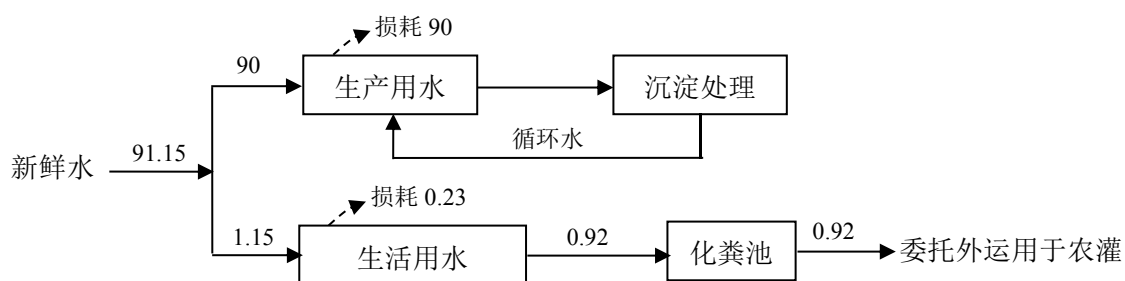 损耗 90
90
生产用水
沉淀处理
循环水
新鲜水
91.15
损耗 0.23
1.15
生活用水
0.92
化粪池
0.92
委托外运用于农灌